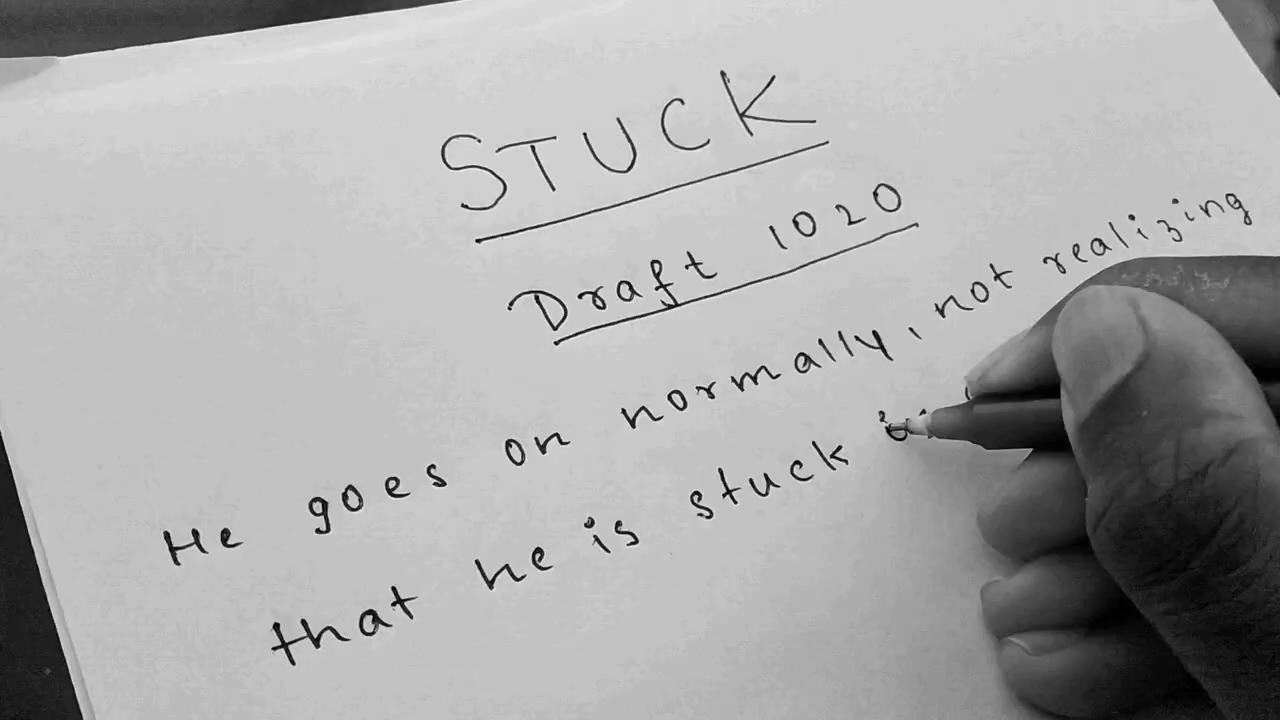 STUCK
Draft 1020
He goes on normally, not realizing
that he is stuck